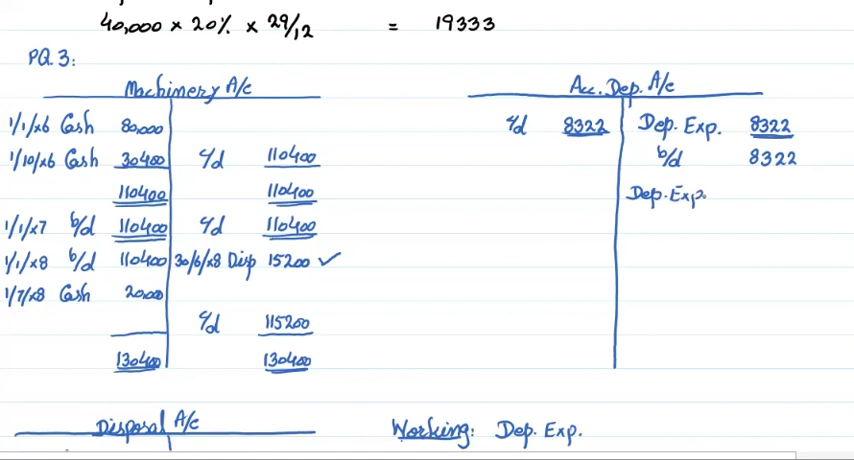 40,000 × 20% × 29/12 = 19333
PQ.3:
Machinery A/c
1/1/x6 Cash 80,000
1/10/x6 Cash 30400 c/d 110400
110400 110400
1/1/x7 b/d 110400 c/d 110400
1/1/x8 b/d 110400 30/6/x8 Disp 15200 ✓
1/7/x8 Cash 20,000
c/d 115200
130400 130400
Acc. Dep. A/c
c/d 8322 Dep. Exp. 8322
b/d 8322
Dep. Exp.
Disposal A/c
Working: Dep. Exp.